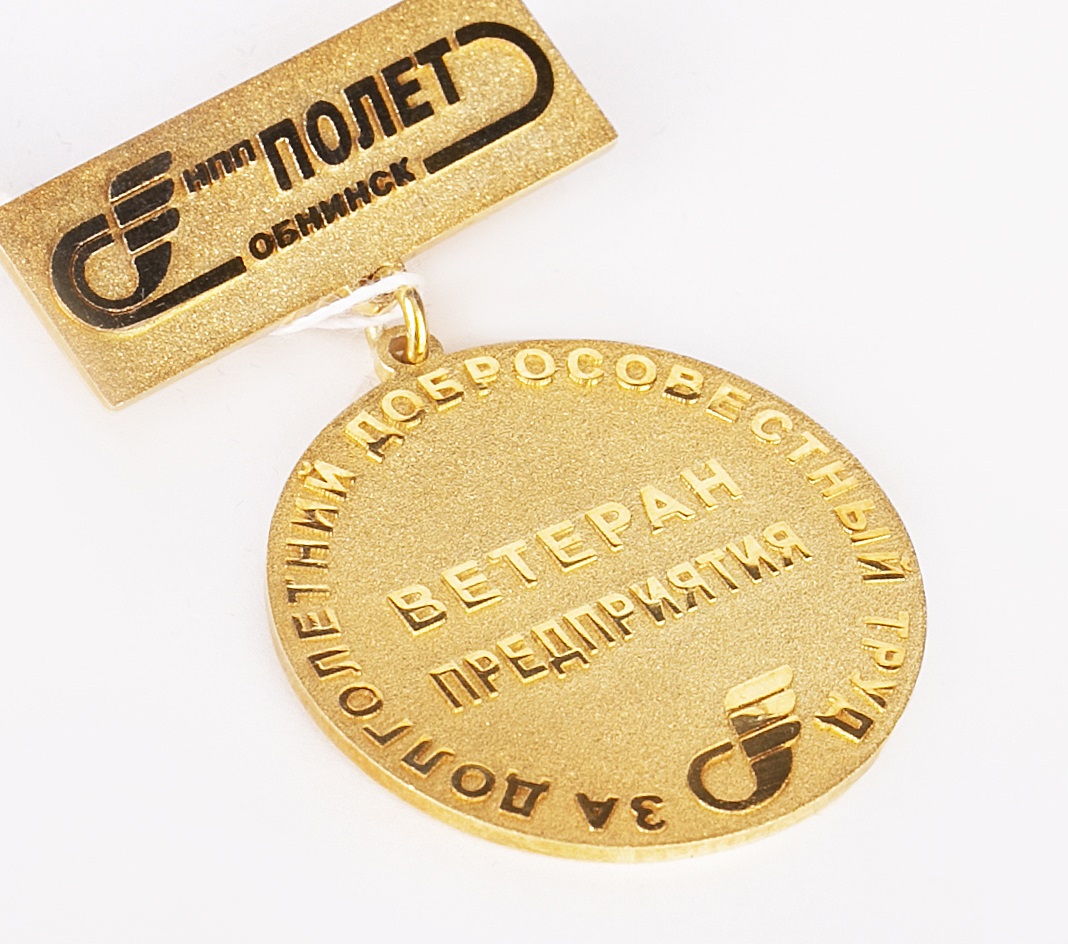 НПП ПОЛЕТ
ОБНИНСК
ЗА ДОЛГОЛЕТНИЙ ДОБРОСОВЕСТНЫЙ ТРУД
ВЕТЕРАН
ПРЕДПРИЯТИЯ